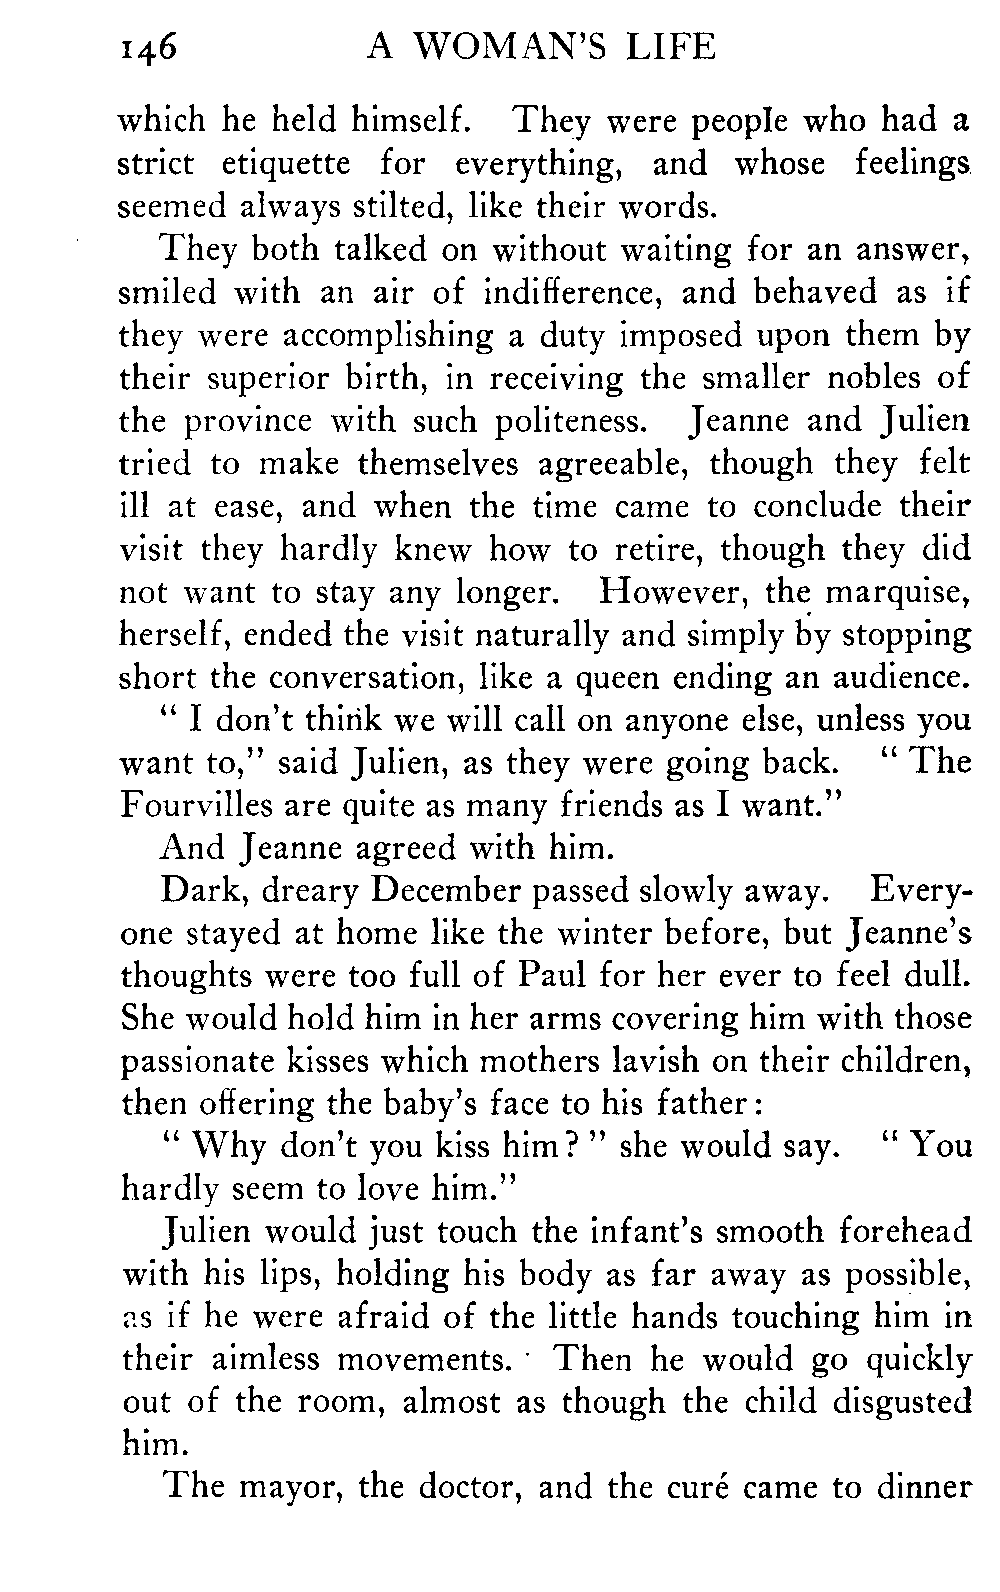 146 A WOMAN'S LIFE
which he held himself. They were people who had a
strict etiquette for everything, and whose feelings
seemed always stilted, like their words.
They both talked on without waiting for an answer,
smiled with an air of indifference, and behaved as if
they were accomplishing a duty imposed upon them by
their superior birth, in receiving the smaller nobles of
the province with such politeness. Jeanne and Julien
tried to make themselves agreeable, though they felt
ill at ease, and when the time came to conclude their
visit they hardly knew how to retire, though they did
not want to stay any longer. However, the marquise,
herself, ended the visit naturally and simply by stopping
short the conversation, like a queen ending an audience.
" I don't think we will call on anyone else, unless you
want to," said Julien, as they were going back. " The
Fourvilles are quite as many friends as I want."
And Jeanne agreed with him.
Dark, dreary December passed slowly away. Every-
one stayed at home like the winter before, but Jeanne's
thoughts were too full of Paul for her ever to feel dull.
She would hold him in her arms covering him with those
passionate kisses which mothers lavish on their children,
then offering the baby's face to his father:
" Why don't you kiss him? " she would say. " You
hardly seem to love him."
Julien would just touch the infant's smooth forehead
with his lips, holding his body as far away as possible,
as if he were afraid of the little hands touching him in
their aimless movements. Then he would go quickly
out of the room, almost as though the child disgusted
him.
The mayor, the doctor, and the curé came to dinner